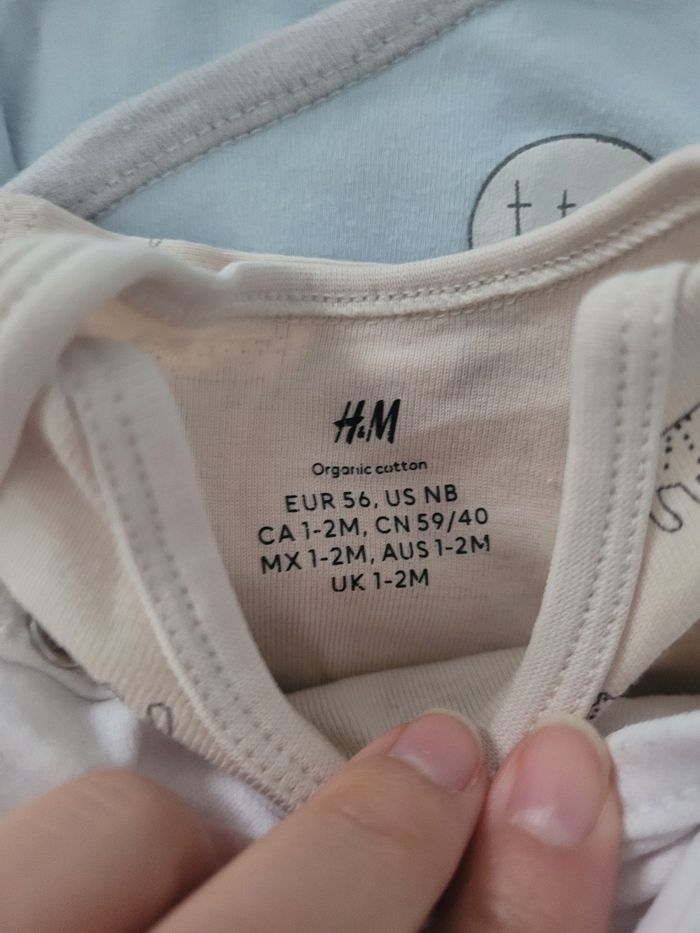 H&M
Organic cotton
EUR 56, US NB
CA 1-2M, CN 59/40
MX 1-2M, AUS 1-2M
UK 1-2M